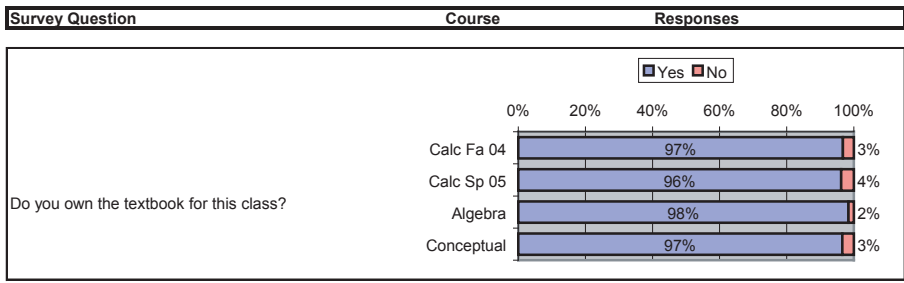 Survey Question Course Responses
Yes No
0% 20% 40% 60% 80% 100%
Calc Fa 04 97% 3%
Calc Sp 05 96% 4%
Do you own the textbook for this class?
Algebra 98% 2%
Conceptual 97% 3%